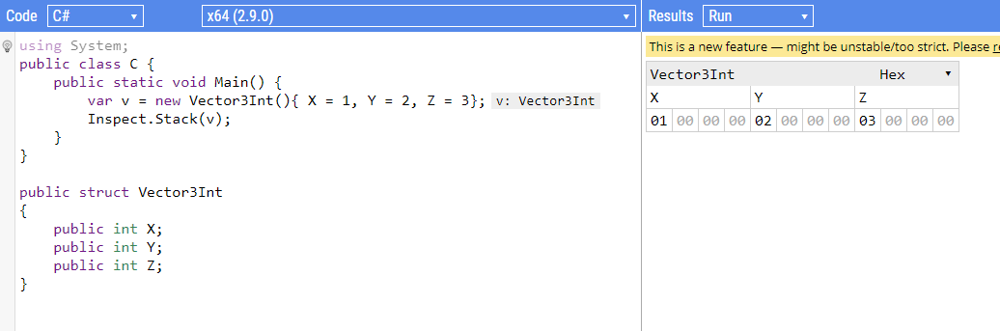 Code C# x64 (2.9.0) Results Run
using System;
public class C {
    public static void Main() {
        var v = new Vector3Int(){ X = 1, Y = 2, Z = 3}; v: Vector3Int
        Inspect.Stack(v);
    }
}
public struct Vector3Int
{
    public int X;
    public int Y;
    public int Z;
}
This is a new feature — might be unstable/too strict. Please
Vector3Int Hex
X Y Z
01 00 00 00 02 00 00 00 03 00 00 00